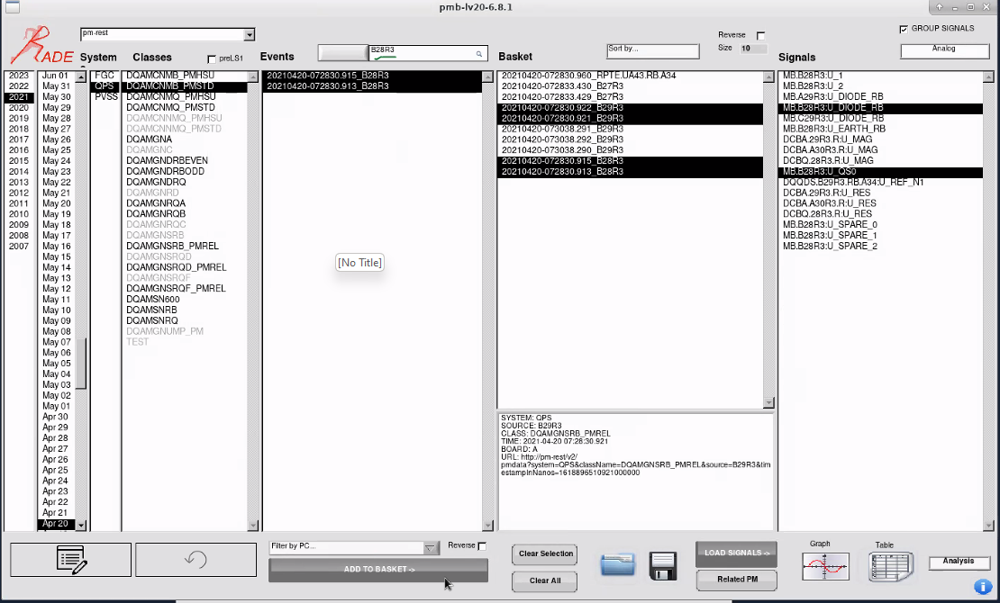 pmb-lv20-6.8.1
ADE
pm-rest
System
Classes
preLS1
Events
B28R3
Basket
Sort by...
Reverse
Size 10
GROUP SIGNALS
Analog
Signals
2023
2022
2021
2020
2019
2018
2017
2016
2015
2014
2013
2012
2011
2010
2009
2008
2007
Jun 01
May 31
May 30
May 29
May 28
May 27
May 26
May 25
May 24
May 23
May 22
May 21
May 20
May 19
May 18
May 17
May 16
May 15
May 14
May 13
May 12
May 11
May 10
May 09
May 08
May 07
May 06
May 05
May 04
May 03
May 02
May 01
Apr 30
Apr 29
Apr 28
Apr 27
Apr 26
Apr 25
Apr 24
Apr 23
Apr 22
Apr 21
Apr 20
FGC
QPS
PVSS
DQAMCNMB_PMHSU
DQAMCNMB_PMSTD
DQAMCNMQ_PMHSU
DQAMCNMQ_PMSTD
DQAMCNNMQ_PMHSU
DQAMCNNMQ_PMSTD
DQAMGNA
DQAMGNC
DQAMGNDRBEVEN
DQAMGNDRBODD
DQAMGNDRQ
DQAMGNRD
DQAMGNRQA
DQAMGNRQB
DQAMGNRQC
DQAMGNSRB
DQAMGNSRB_PMREL
DQAMGNSRQD
DQAMGNSRQD_PMREL
DQAMGNSRQF
DQAMGNSRQF_PMREL
DQAMSN600
DQAMSNRB
DQAMSNRQ
DQAMGNUMP_PM
TEST
20210420-072830.915_B28R3
20210420-072830.913_B28R3
[No Title]
20210420-072830.960_RPTE.UA43.RB.A34
20210420-072833.430_B27R3
20210420-072833.429_B27R3
20210420-072830.922_B29R3
20210420-072830.921_B29R3
20210420-073038.291_B29R3
20210420-073038.292_B29R3
20210420-073038.290_B29R3
20210420-072830.915_B28R3
20210420-072830.913_B28R3
SYSTEM: QPS
SOURCE: B29R3
CLASS: DQAMGNSRB_PMREL
TIME: 2021-04-20 07:28:30.921
BOARD: A
URL: http://pm-rest/v2/
pmdata?system=QPS&className=DQAMGNSRB_PMREL&source=B29R3&tim
estampInNanos=1618896510921000000
MB.B28R3:U_1
MB.B28R3:U_2
MB.A29R3:U_DIODE_RB
MB.B28R3:U_DIODE_RB
MB.C29R3:U_DIODE_RB
MB.B28R3:U_EARTH_RB
DCBA.29R3.R:U_MAG
DCBA.A30R3.R:U_MAG
DCBQ.28R3.R:U_MAG
MB.B28R3:U_QS0
DQQDS.B29R3.RB.A34:U_REF_N1
DCBA.29R3.R:U_RES
DCBA.A30R3.R:U_RES
DCBQ.28R3.R:U_RES
MB.B28R3:U_SPARE_0
MB.B28R3:U_SPARE_1
MB.B28R3:U_SPARE_2
Filter by PC...
Reverse
ADD TO BASKET ->
Clear Selection
Clear All
LOAD SIGNALS ->
Related PM
Graph
Table
Analysis